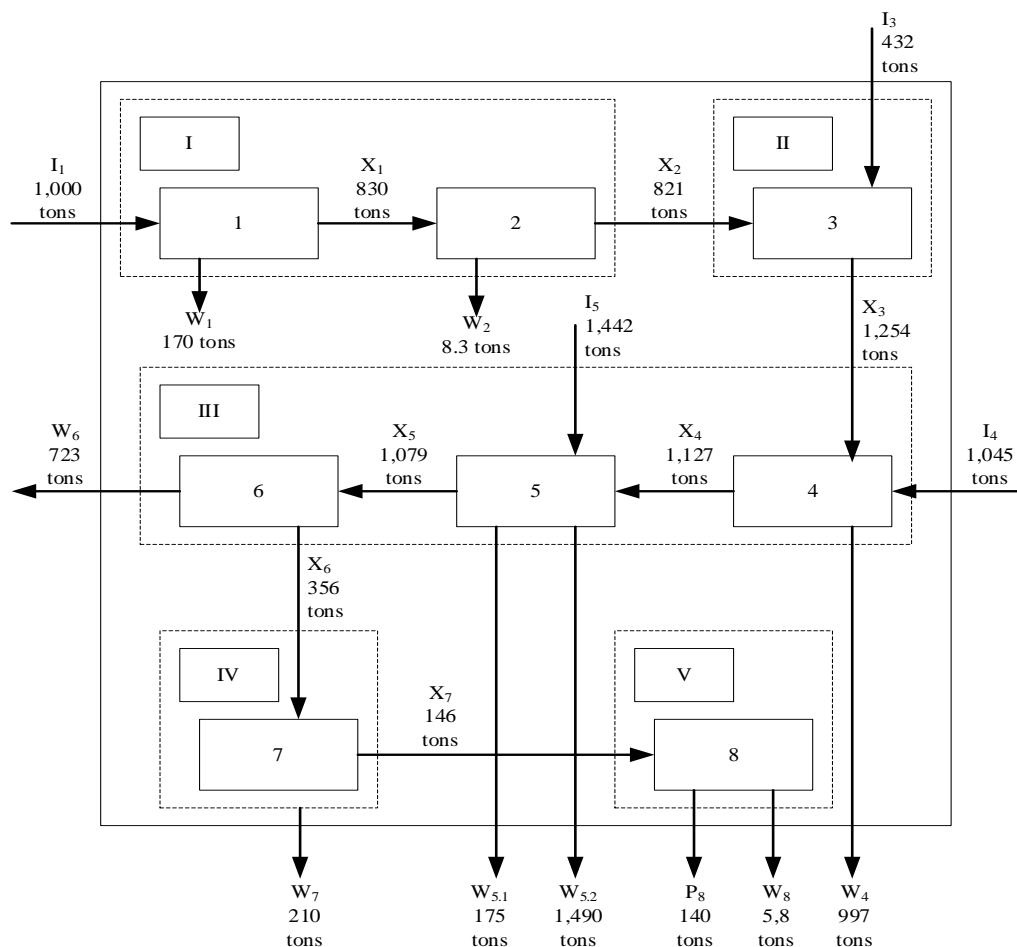 I₃
432
tons
I
II
I₁
1,000
tons
X₁
830
tons
X₂
821
tons
1
2
3
W₁
170 tons
W₂
8.3 tons
I₅
1,442
tons
X₃
1,254
tons
III
W₆
723
tons
X₅
1,079
tons
X₄
1,127
tons
I₄
1,045
tons
6
5
4
X₆
356
tons
IV
V
X₇
146
tons
7
8
W₇
210
tons
W₅.₁
175
tons
W₅.₂
1,490
tons
P₈
140
tons
W₈
5,8
tons
W₄
997
tons